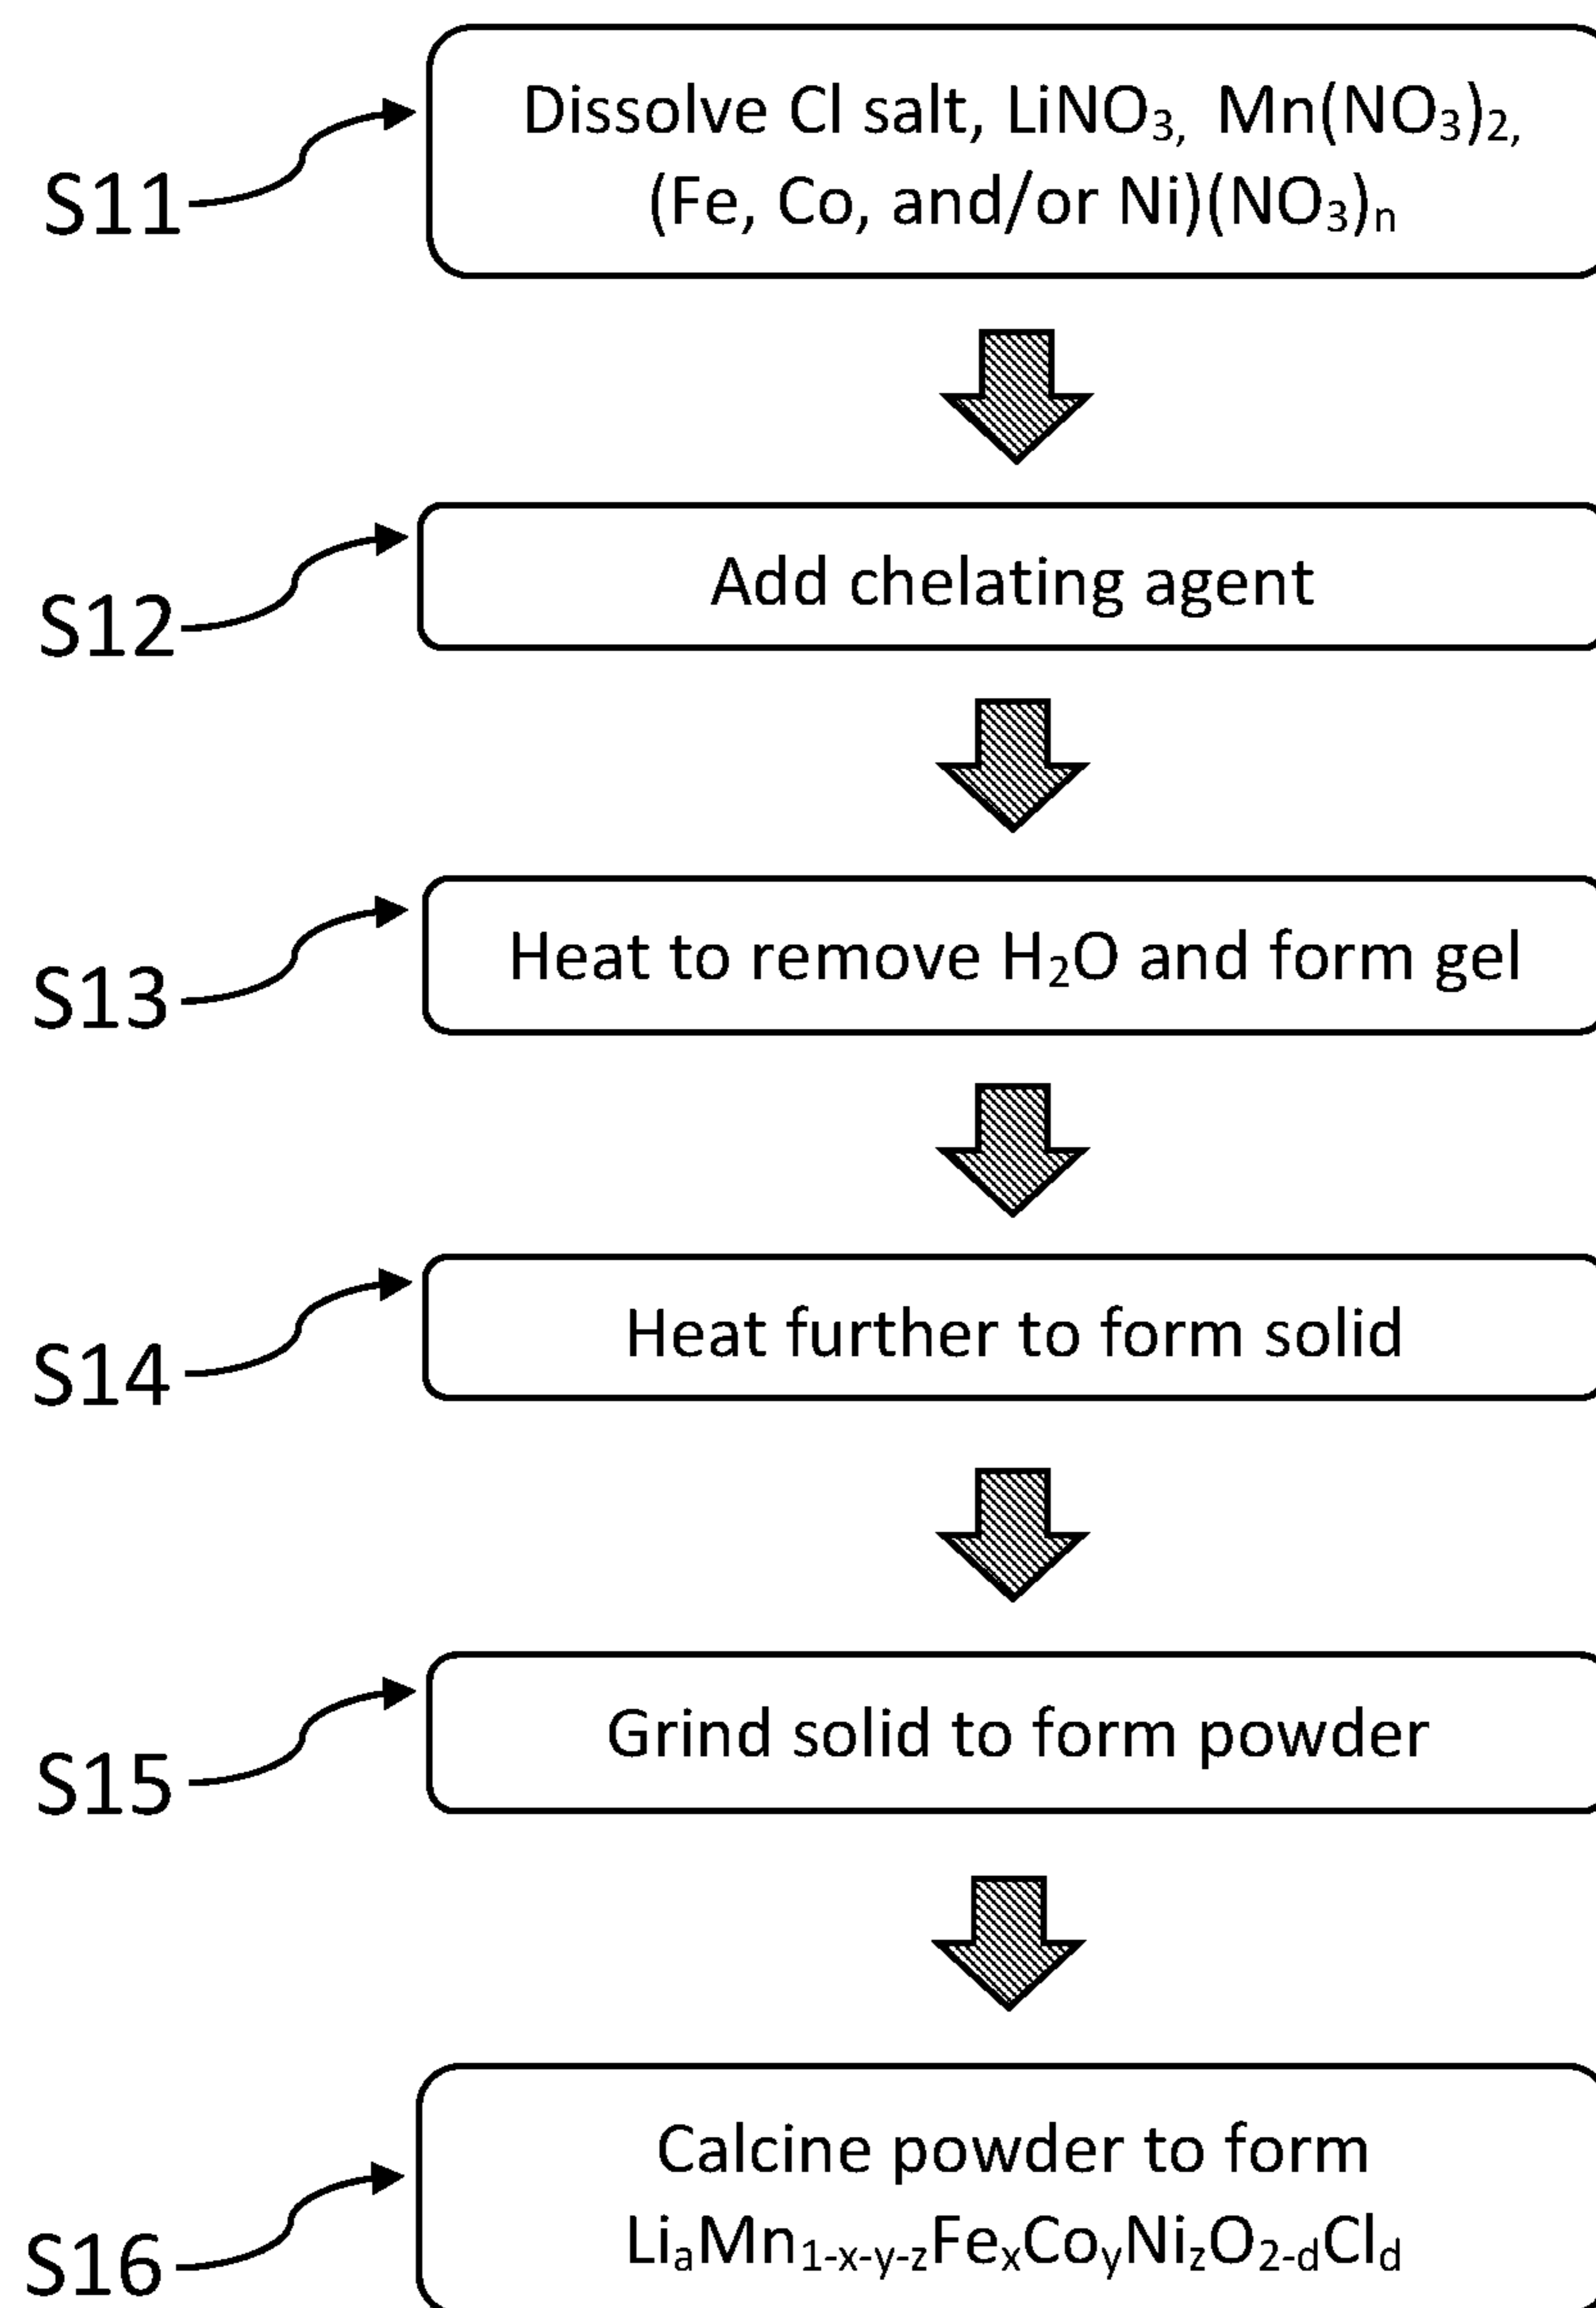 S11
Dissolve Cl salt, LiNO₃, Mn(NO₃)₂,
(Fe, Co, and/or Ni)(NO₃)ₙ
S12
Add chelating agent
S13
Heat to remove H₂O and form gel
S14
Heat further to form solid
S15
Grind solid to form powder
S16
Calcine powder to form
LiₐMn₁₋ₓ₋y₋zFeₓCoyNizO₂₋dCld